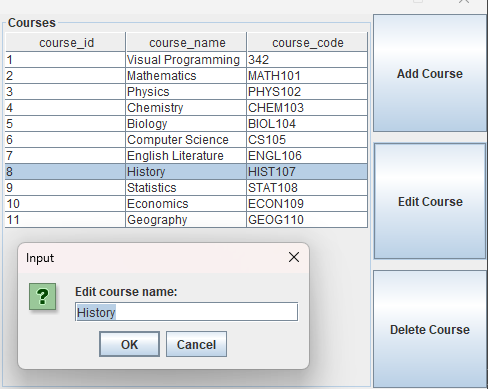 Courses
course_id course_name course_code
1 Visual Programming 342
2 Mathematics MATH101
3 Physics PHYS102
4 Chemistry CHEM103
5 Biology BIOL104
6 Computer Science CS105
7 English Literature ENGL106
8 History HIST107
9 Statistics STAT108
10 Economics ECON109
11 Geography GEOG110
Add Course
Edit Course
Delete Course
Input
?
Edit course name:
History
OK Cancel